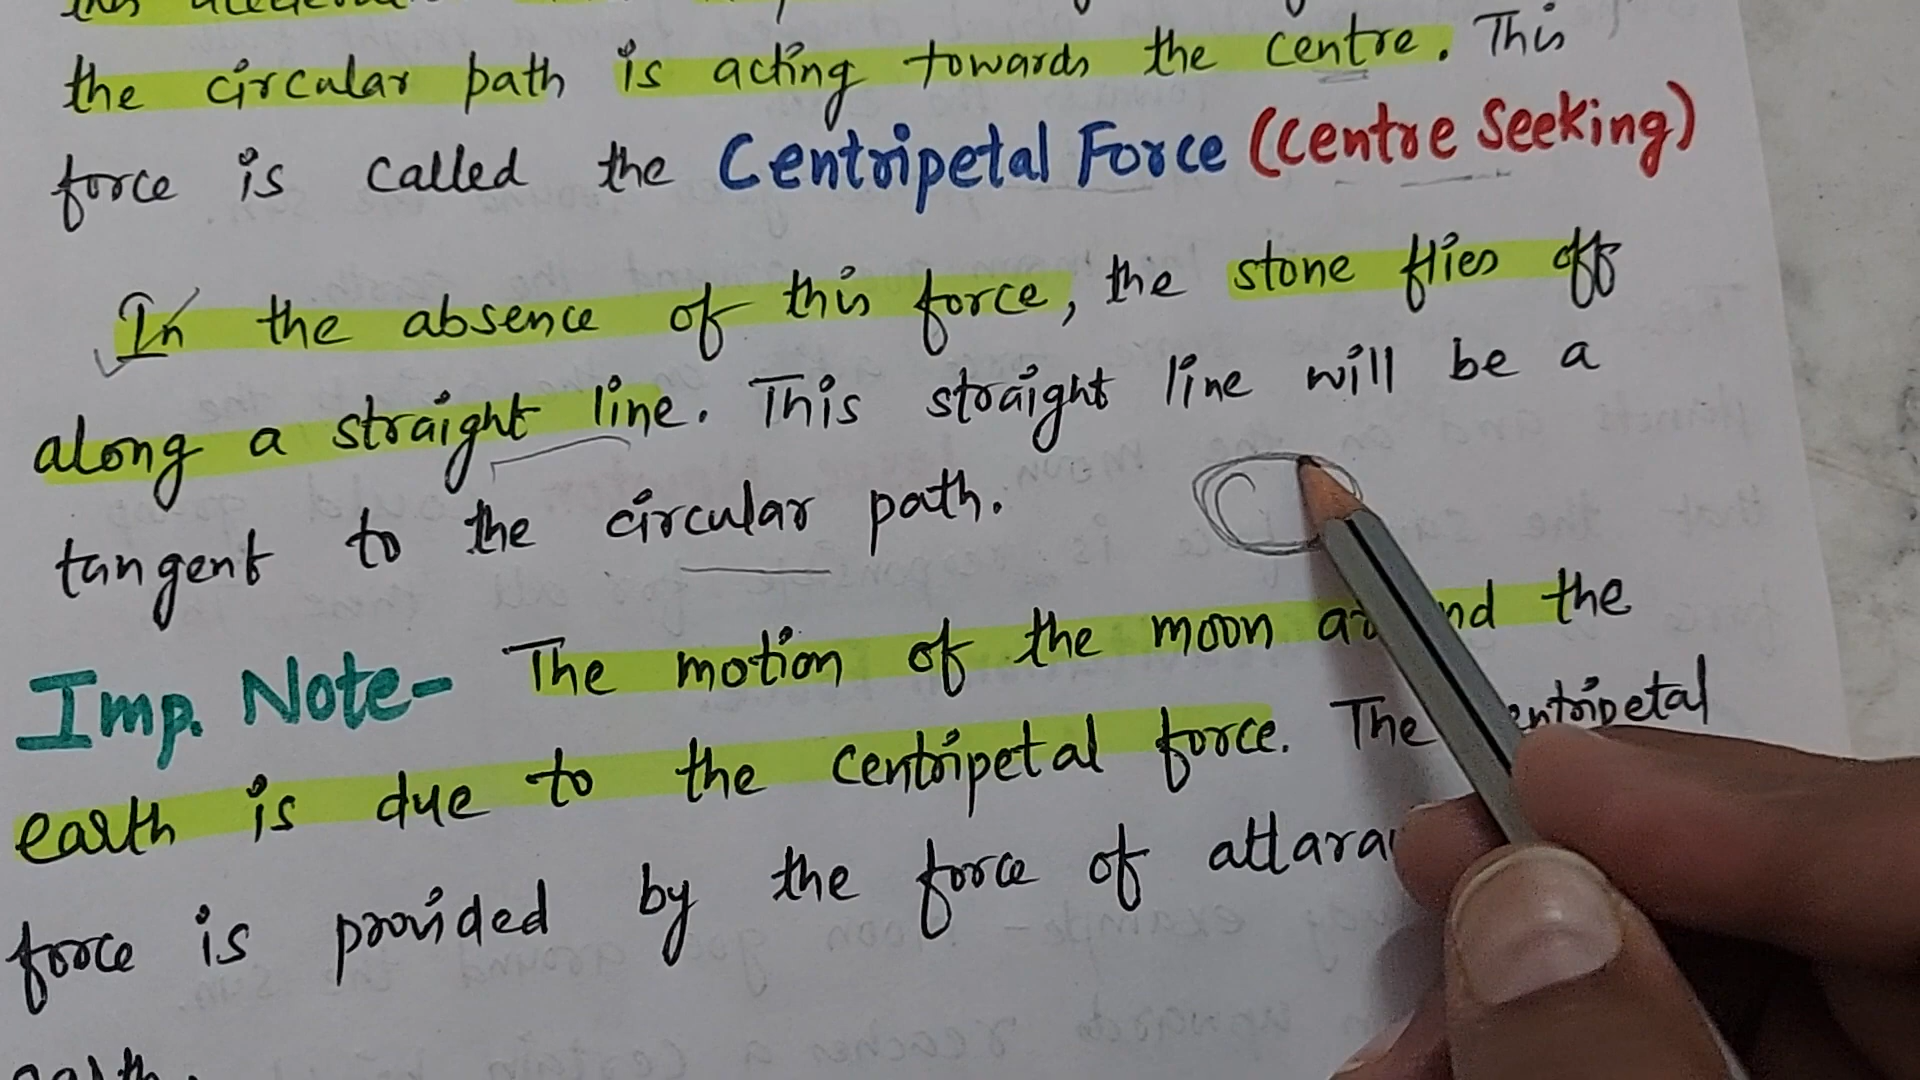 the circular path is acting towards the centre. This
force is called the Centripetal Force (Centre Seeking)
In the absence of this force, the stone flies off
along a straight line. This straight line will be a
tangent to the circular path.
Imp. Note- The motion of the moon around the
earth is due to the centripetal force. The centripetal
force is provided by the force of
earth.